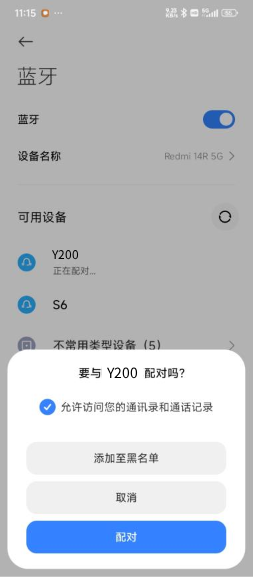 11:15
蓝牙
蓝牙
设备名称 Redmi 14R 5G
可用设备
Y200
正在配对...
S6
不常用类型设备（5）
要与 Y200 配对吗?
允许访问您的通讯录和通话记录
添加至黑名单
取消
配对